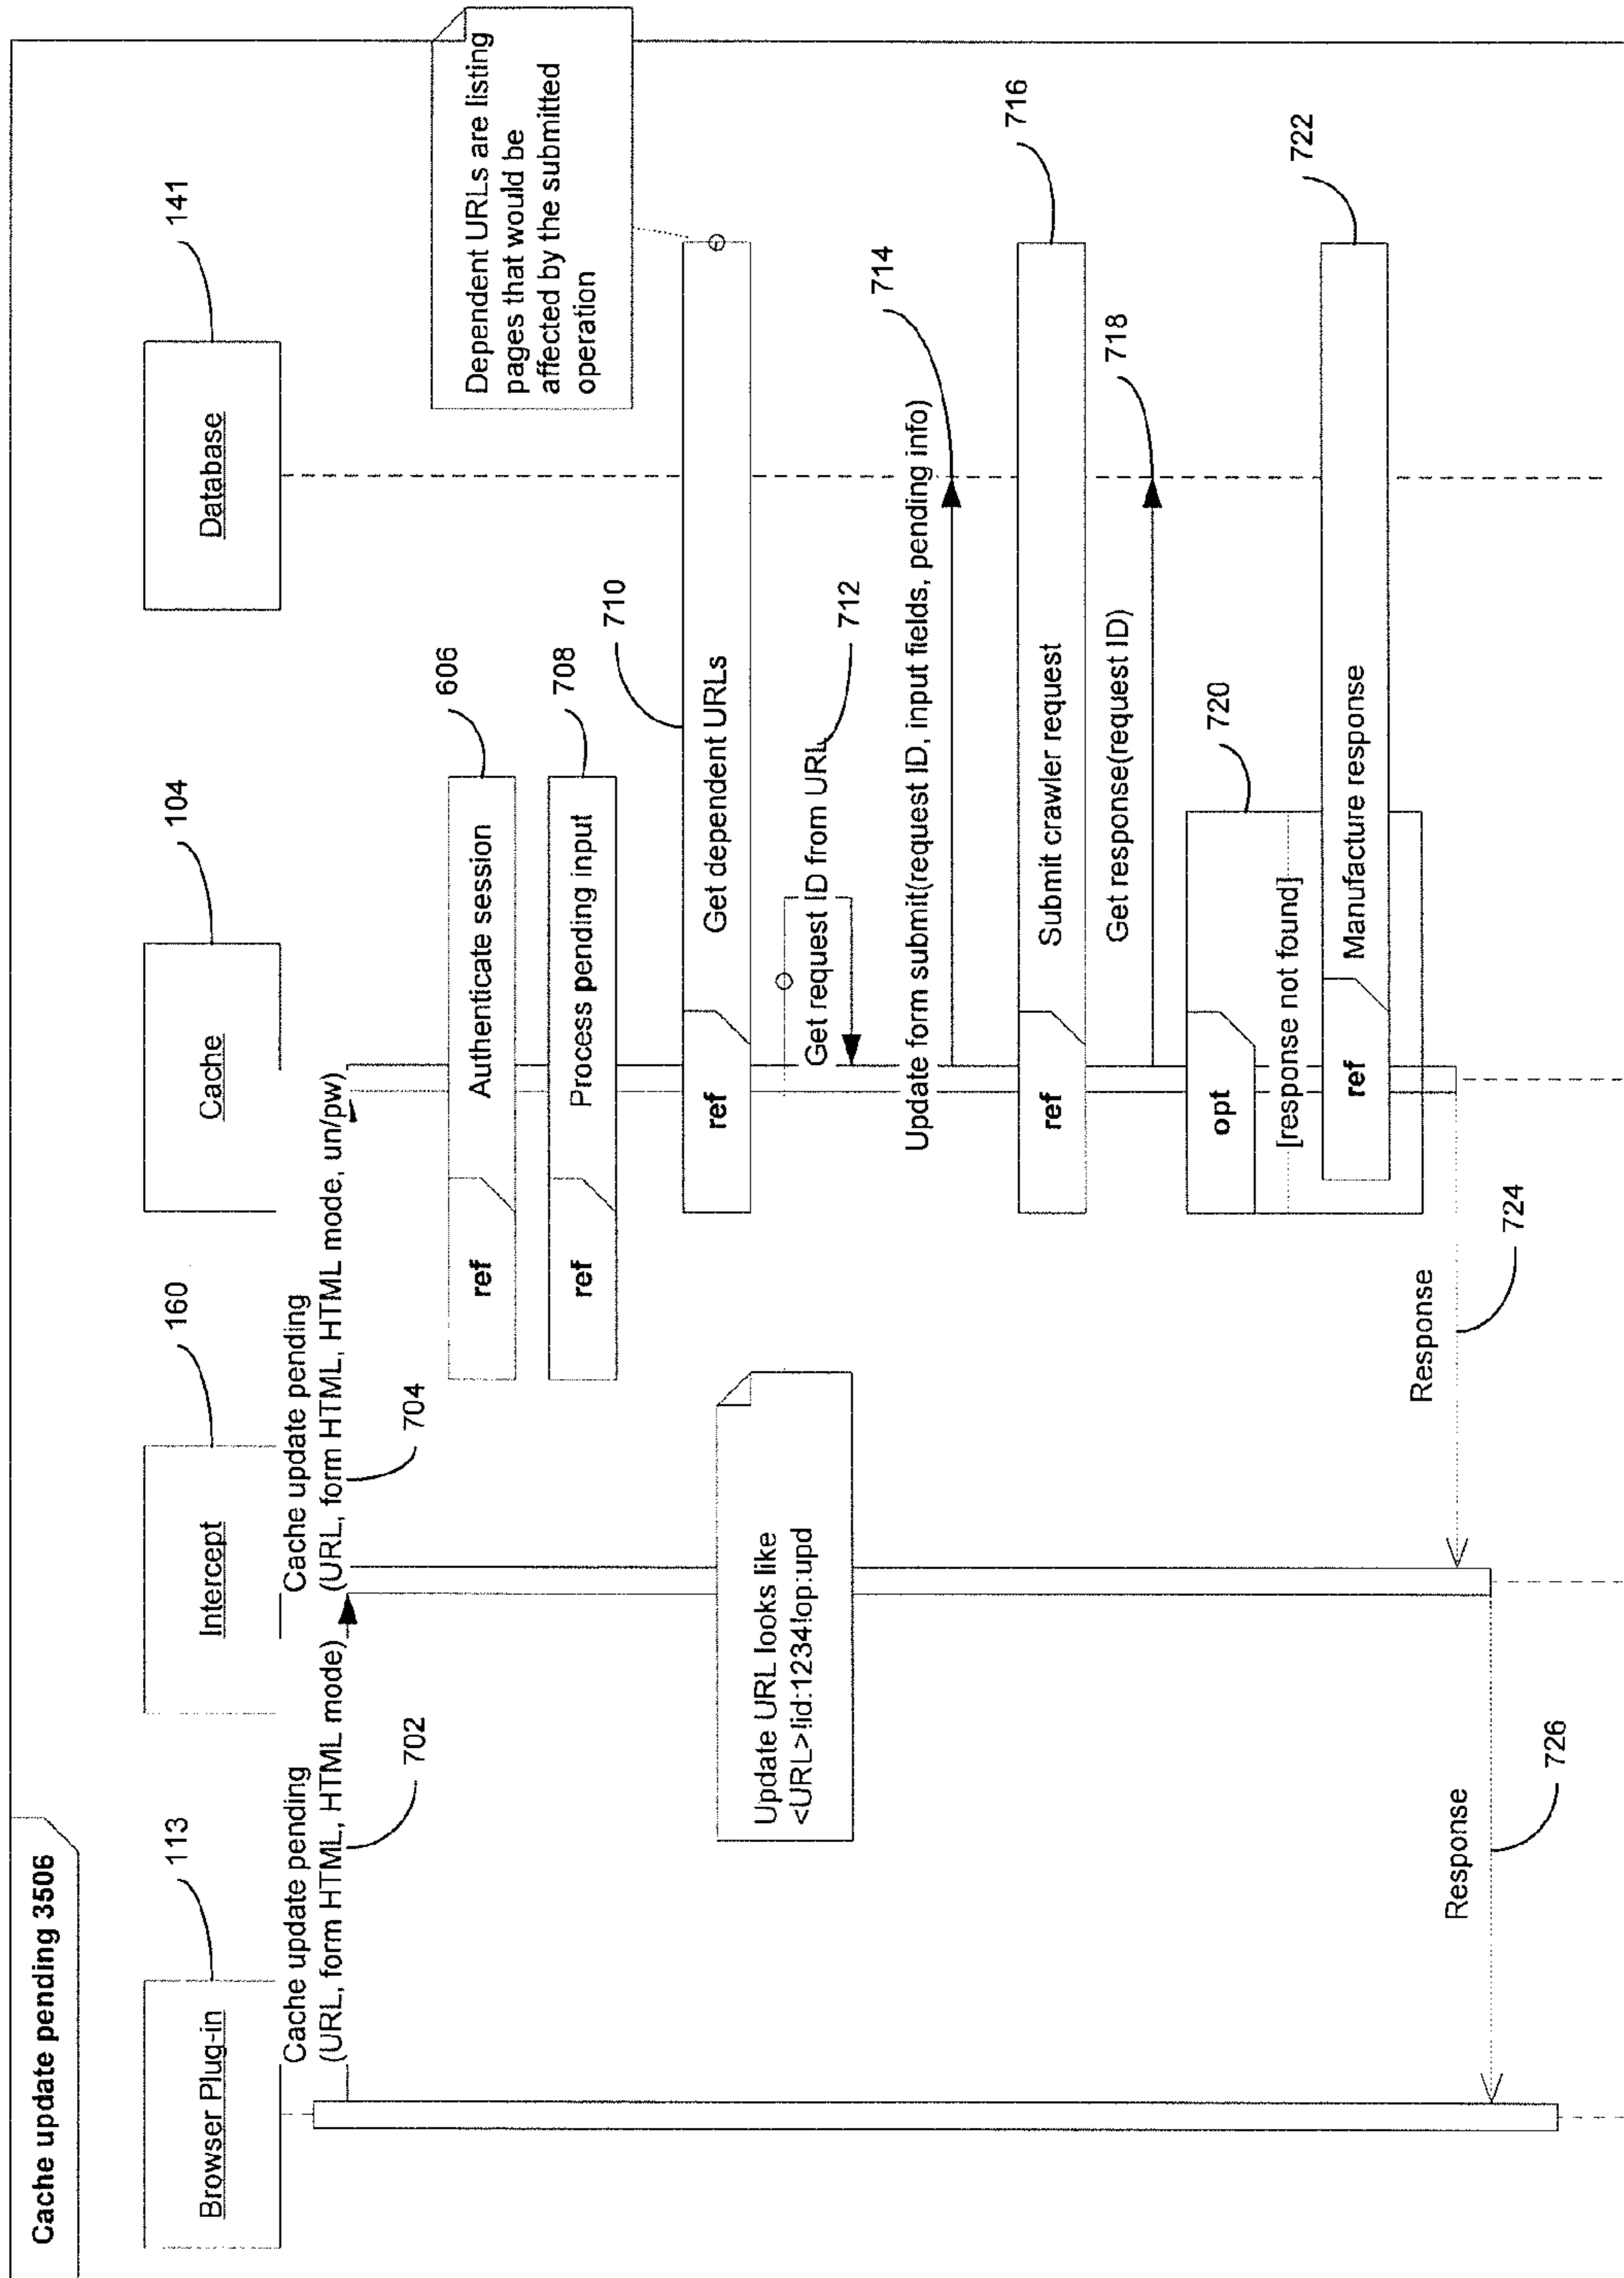 Cache update pending 3506
Browser Plug-in
113
Intercept
160
Cache
104
Database
141
Cache update pending
(URL, form HTML, HTML mode)
702
Cache update pending
(URL, form HTML, HTML mode, un/pw)
704
Dependent URLs are listing
pages that would be
affected by the submitted
operation
ref
Authenticate session
606
ref
Process pending input
708
ref
Get dependent URLs
710
Update URL looks like
<URL>!id:1234!op:upd
Get request ID from URL
712
Update form submit(request ID, input fields, pending info)
714
ref
Submit crawler request
716
Get response(request ID)
718
opt
720
[response not found]
ref
Manufacture response
722
Response
724
Response
726